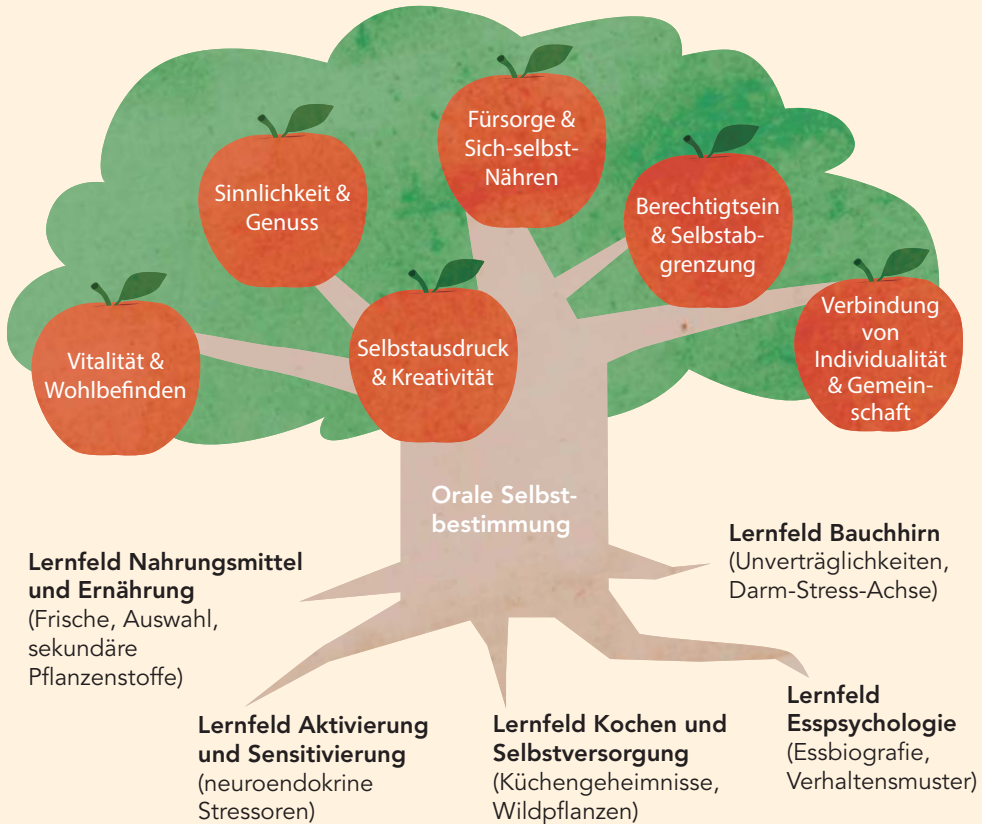 Fürsorge &
Sich-selbst-
Nähren
Sinnlichkeit &
Genuss
Berechtigtsein
& Selbstab-
grenzung
Vitalität &
Wohlbefinden
Selbstausdruck
& Kreativität
Verbindung
von
Individualität
& Gemein-
schaft
Orale Selbst-
bestimmung
Lernfeld Nahrungsmittel
und Ernährung
(Frische, Auswahl,
sekundäre
Pflanzenstoffe)
Lernfeld Bauchhirn
(Unverträglichkeiten,
Darm-Stress-Achse)
Lernfeld Aktivierung
und Sensitivierung
(neuroendokrine
Stressoren)
Lernfeld Kochen und
Selbstversorgung
(Küchengeheimnisse,
Wildpflanzen)
Lernfeld
Esspsychologie
(Essbiografie,
Verhaltensmuster)